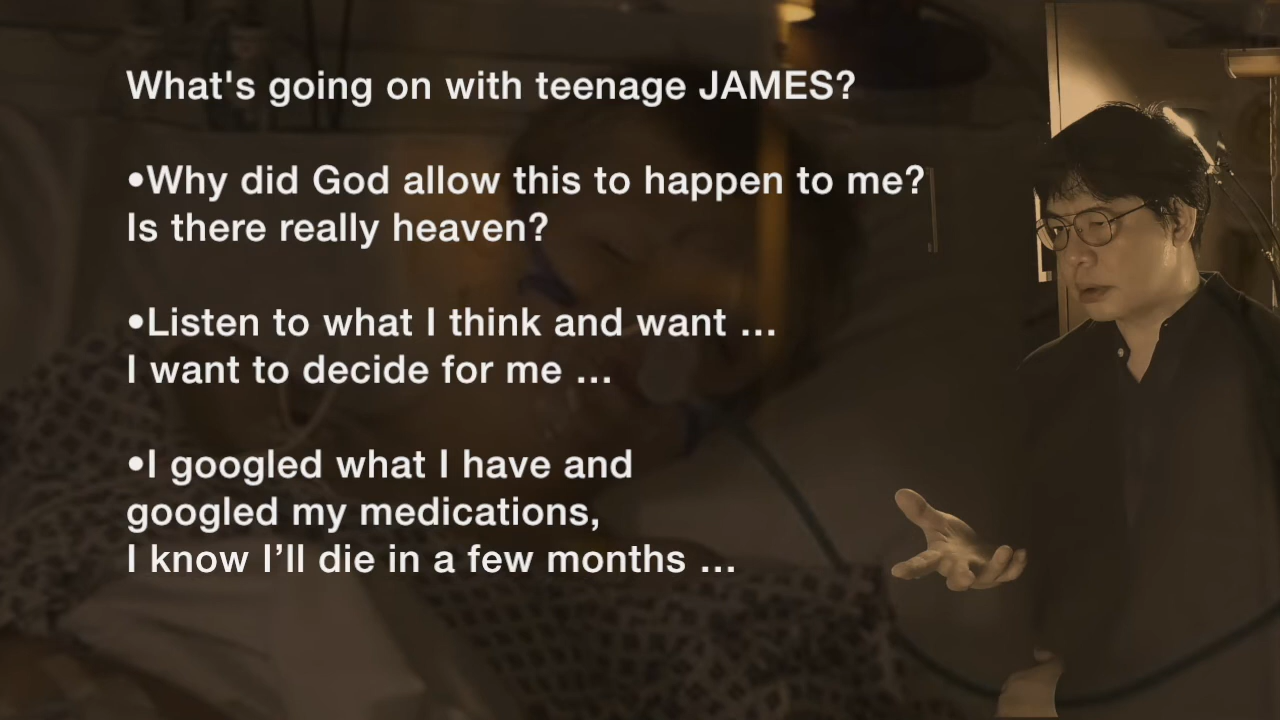 What's going on with teenage JAMES?
•Why did God allow this to happen to me?
Is there really heaven?
•Listen to what I think and want ...
I want to decide for me ...
•I googled what I have and
googled my medications,
I know I’ll die in a few months ...